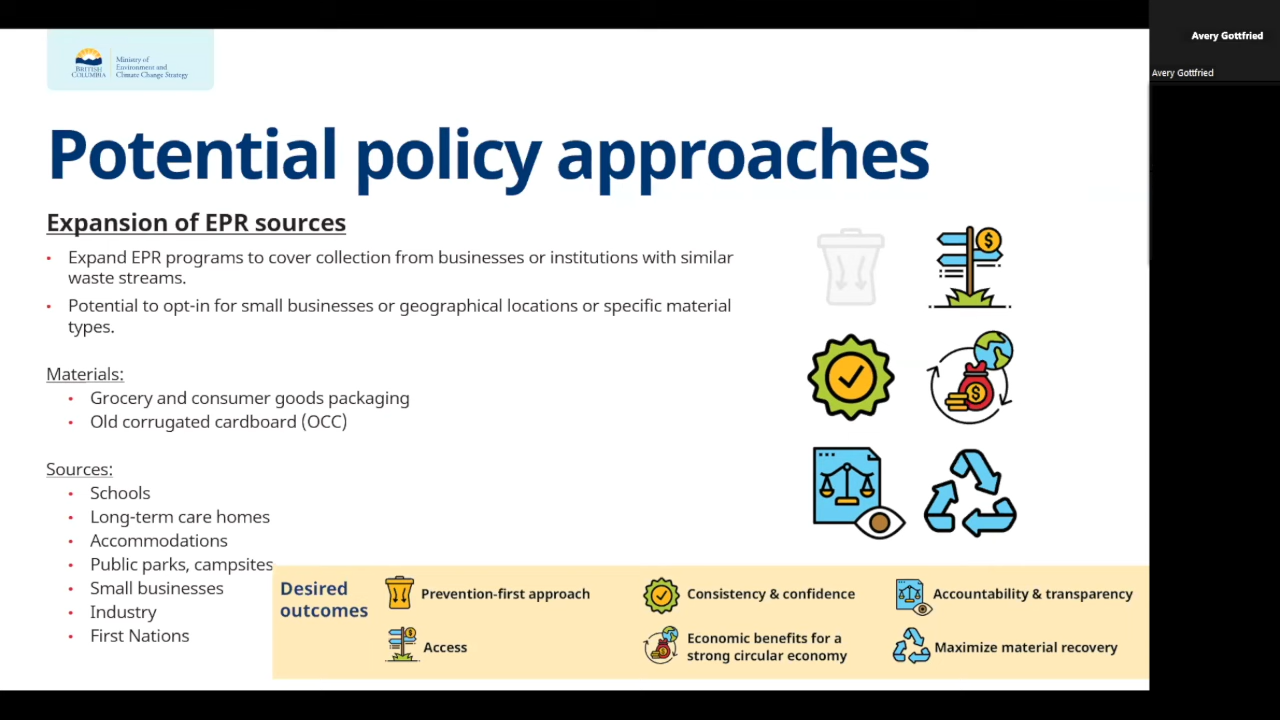 Avery Gottfried
Avery Gottfried
BRITISH
COLUMBIA
Ministry of
Environment and
Climate Change Strategy
Potential policy approaches
Expansion of EPR sources
• Expand EPR programs to cover collection from businesses or institutions with similar
waste streams.
• Potential to opt-in for small businesses or geographical locations or specific material
types.
Materials:
• Grocery and consumer goods packaging
• Old corrugated cardboard (OCC)
Sources:
• Schools
• Long-term care homes
• Accommodations
• Public parks, campsites
• Small businesses
• Industry
• First Nations
Desired
outcomes
Prevention-first approach
Consistency & confidence
Accountability & transparency
Access
Economic benefits for a
strong circular economy
Maximize material recovery